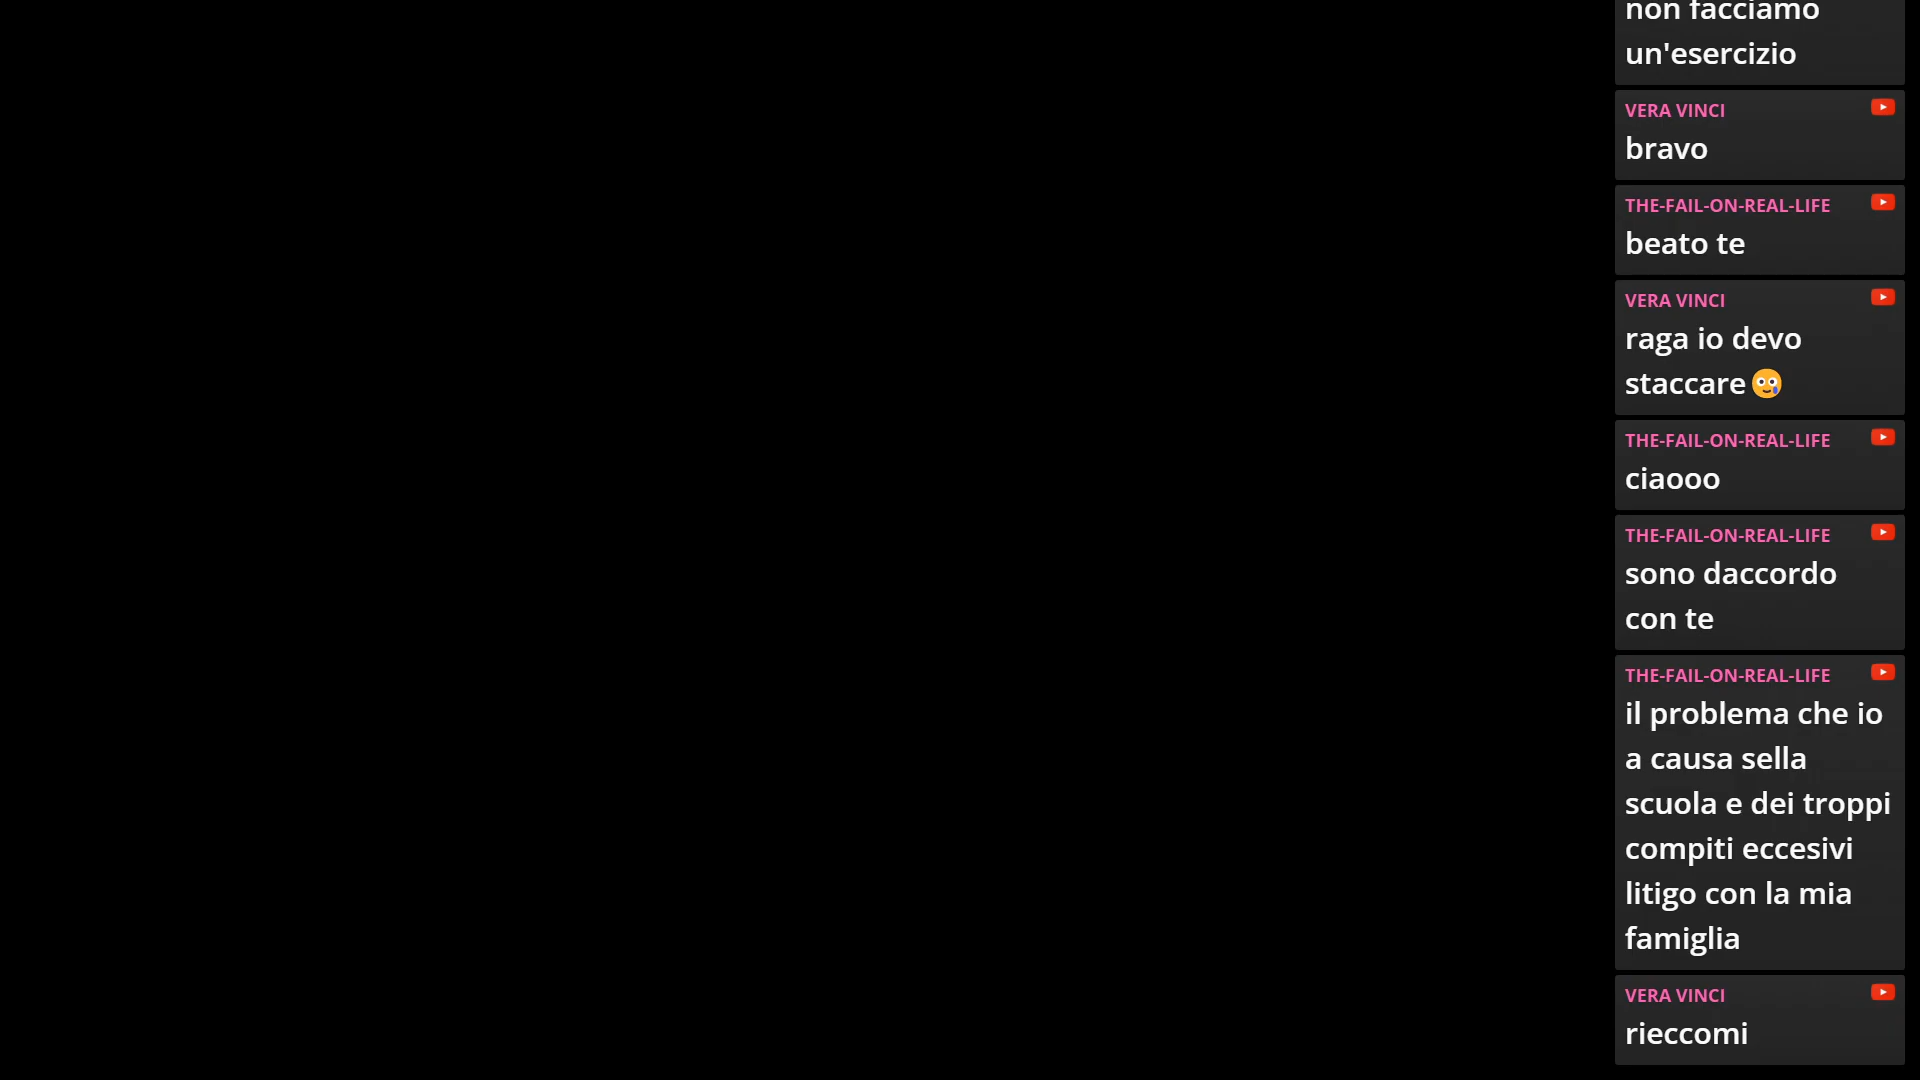 non facciamo
un'esercizio
VERA VINCI
bravo
THE-FAIL-ON-REAL-LIFE
beato te
VERA VINCI
raga io devo
staccare🥲
THE-FAIL-ON-REAL-LIFE
ciaooo
THE-FAIL-ON-REAL-LIFE
sono daccordo
con te
THE-FAIL-ON-REAL-LIFE
il problema che io
a causa sella
scuola e dei troppi
compiti eccesivi
litigo con la mia
famiglia
VERA VINCI
rieccomi